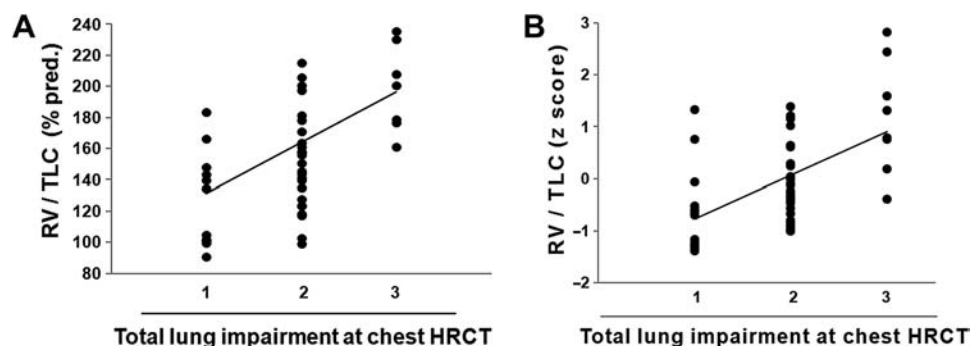 A
RV / TLC (% pred.)
240
220
200
180
160
140
120
100
80
1 2 3
Total lung impairment at chest HRCT
B
RV / TLC (z score)
3
2
1
0
–1
–2
1 2 3
Total lung impairment at chest HRCT